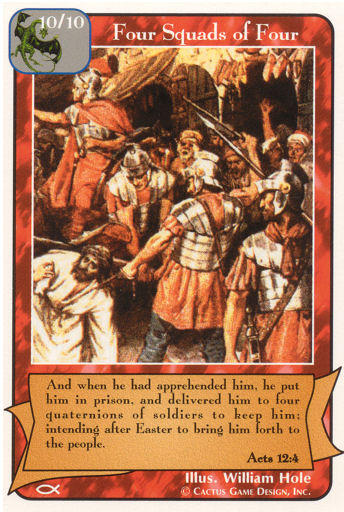 10/10
Four Squads of Four
And when he had apprehended him, he put
him in prison, and delivered him to four
quaternions of soldiers to keep him;
intending after Easter to bring him forth to
the people.
Acts 12:4
Illus. William Hole
© Cactus Game Design, Inc.